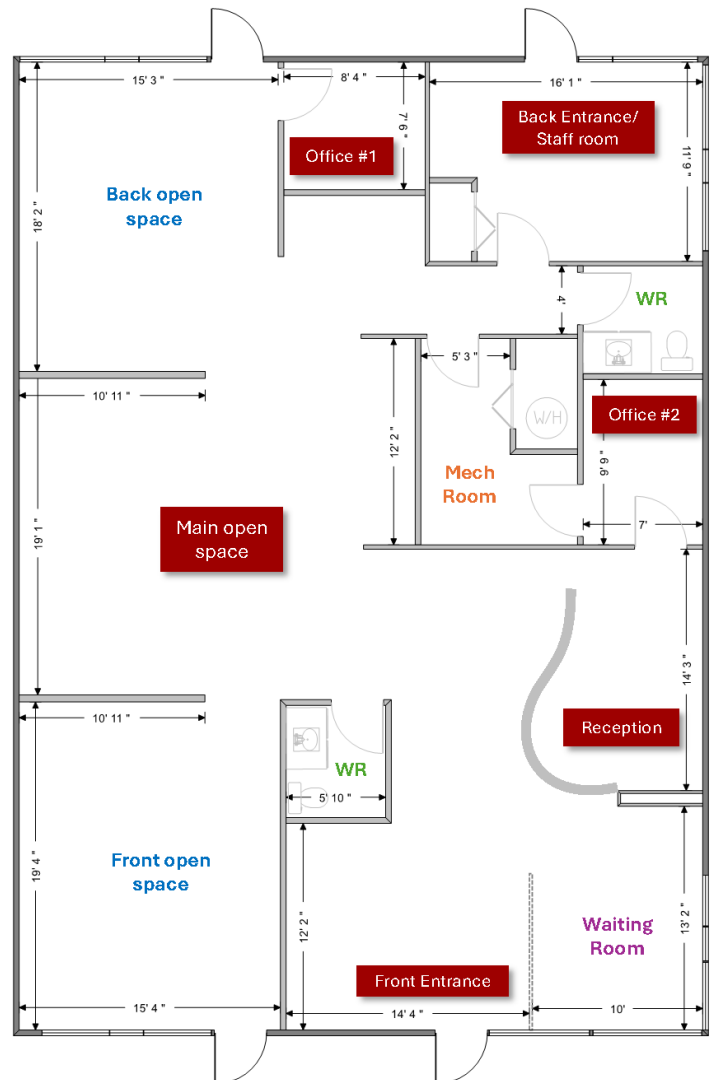 15' 3 "
8' 4 "
16' 1 "
7' 6 "
Back Entrance/
Staff room
Office #1
11' 9 "
Back open
space
18' 2 "
WR
4'
5' 3 "
10' 11 "
W/H
Office #2
12' 2 "
9' 9 "
Mech
Room
Main open
space
7'
19' 1 "
14' 3 "
10' 11 "
Reception
WR
5' 10 "
Front open
space
19' 4 "
12' 2 "
Waiting
Room
13' 2 "
Front Entrance
15' 4 "
14' 4 "
10'